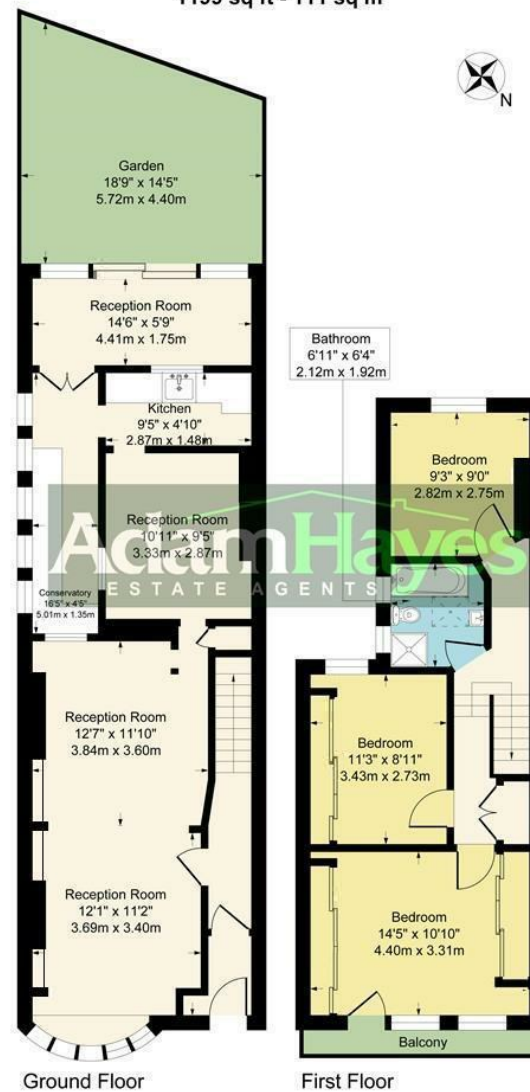 N
Garden
18'9" x 14'5"
5.72m x 4.40m
Reception Room
14'6" x 5'9"
4.41m x 1.75m
Bathroom
6'11" x 6'4"
2.12m x 1.92m
Kitchen
9'5" x 4'10"
2.87m x 1.48m
Bedroom
9'3" x 9'0"
2.82m x 2.75m
Reception Room
10'11" x 9'5"
3.33m x 2.87m
AdamHayes
ESTATE AGENTS
Conservatory
16'5" x 4'5"
5.01m x 1.35m
Reception Room
12'7" x 11'10"
3.84m x 3.60m
Bedroom
11'3" x 8'11"
3.43m x 2.73m
Reception Room
12'1" x 11'2"
3.69m x 3.40m
Bedroom
14'5" x 10'10"
4.40m x 3.31m
Balcony
Ground Floor
First Floor